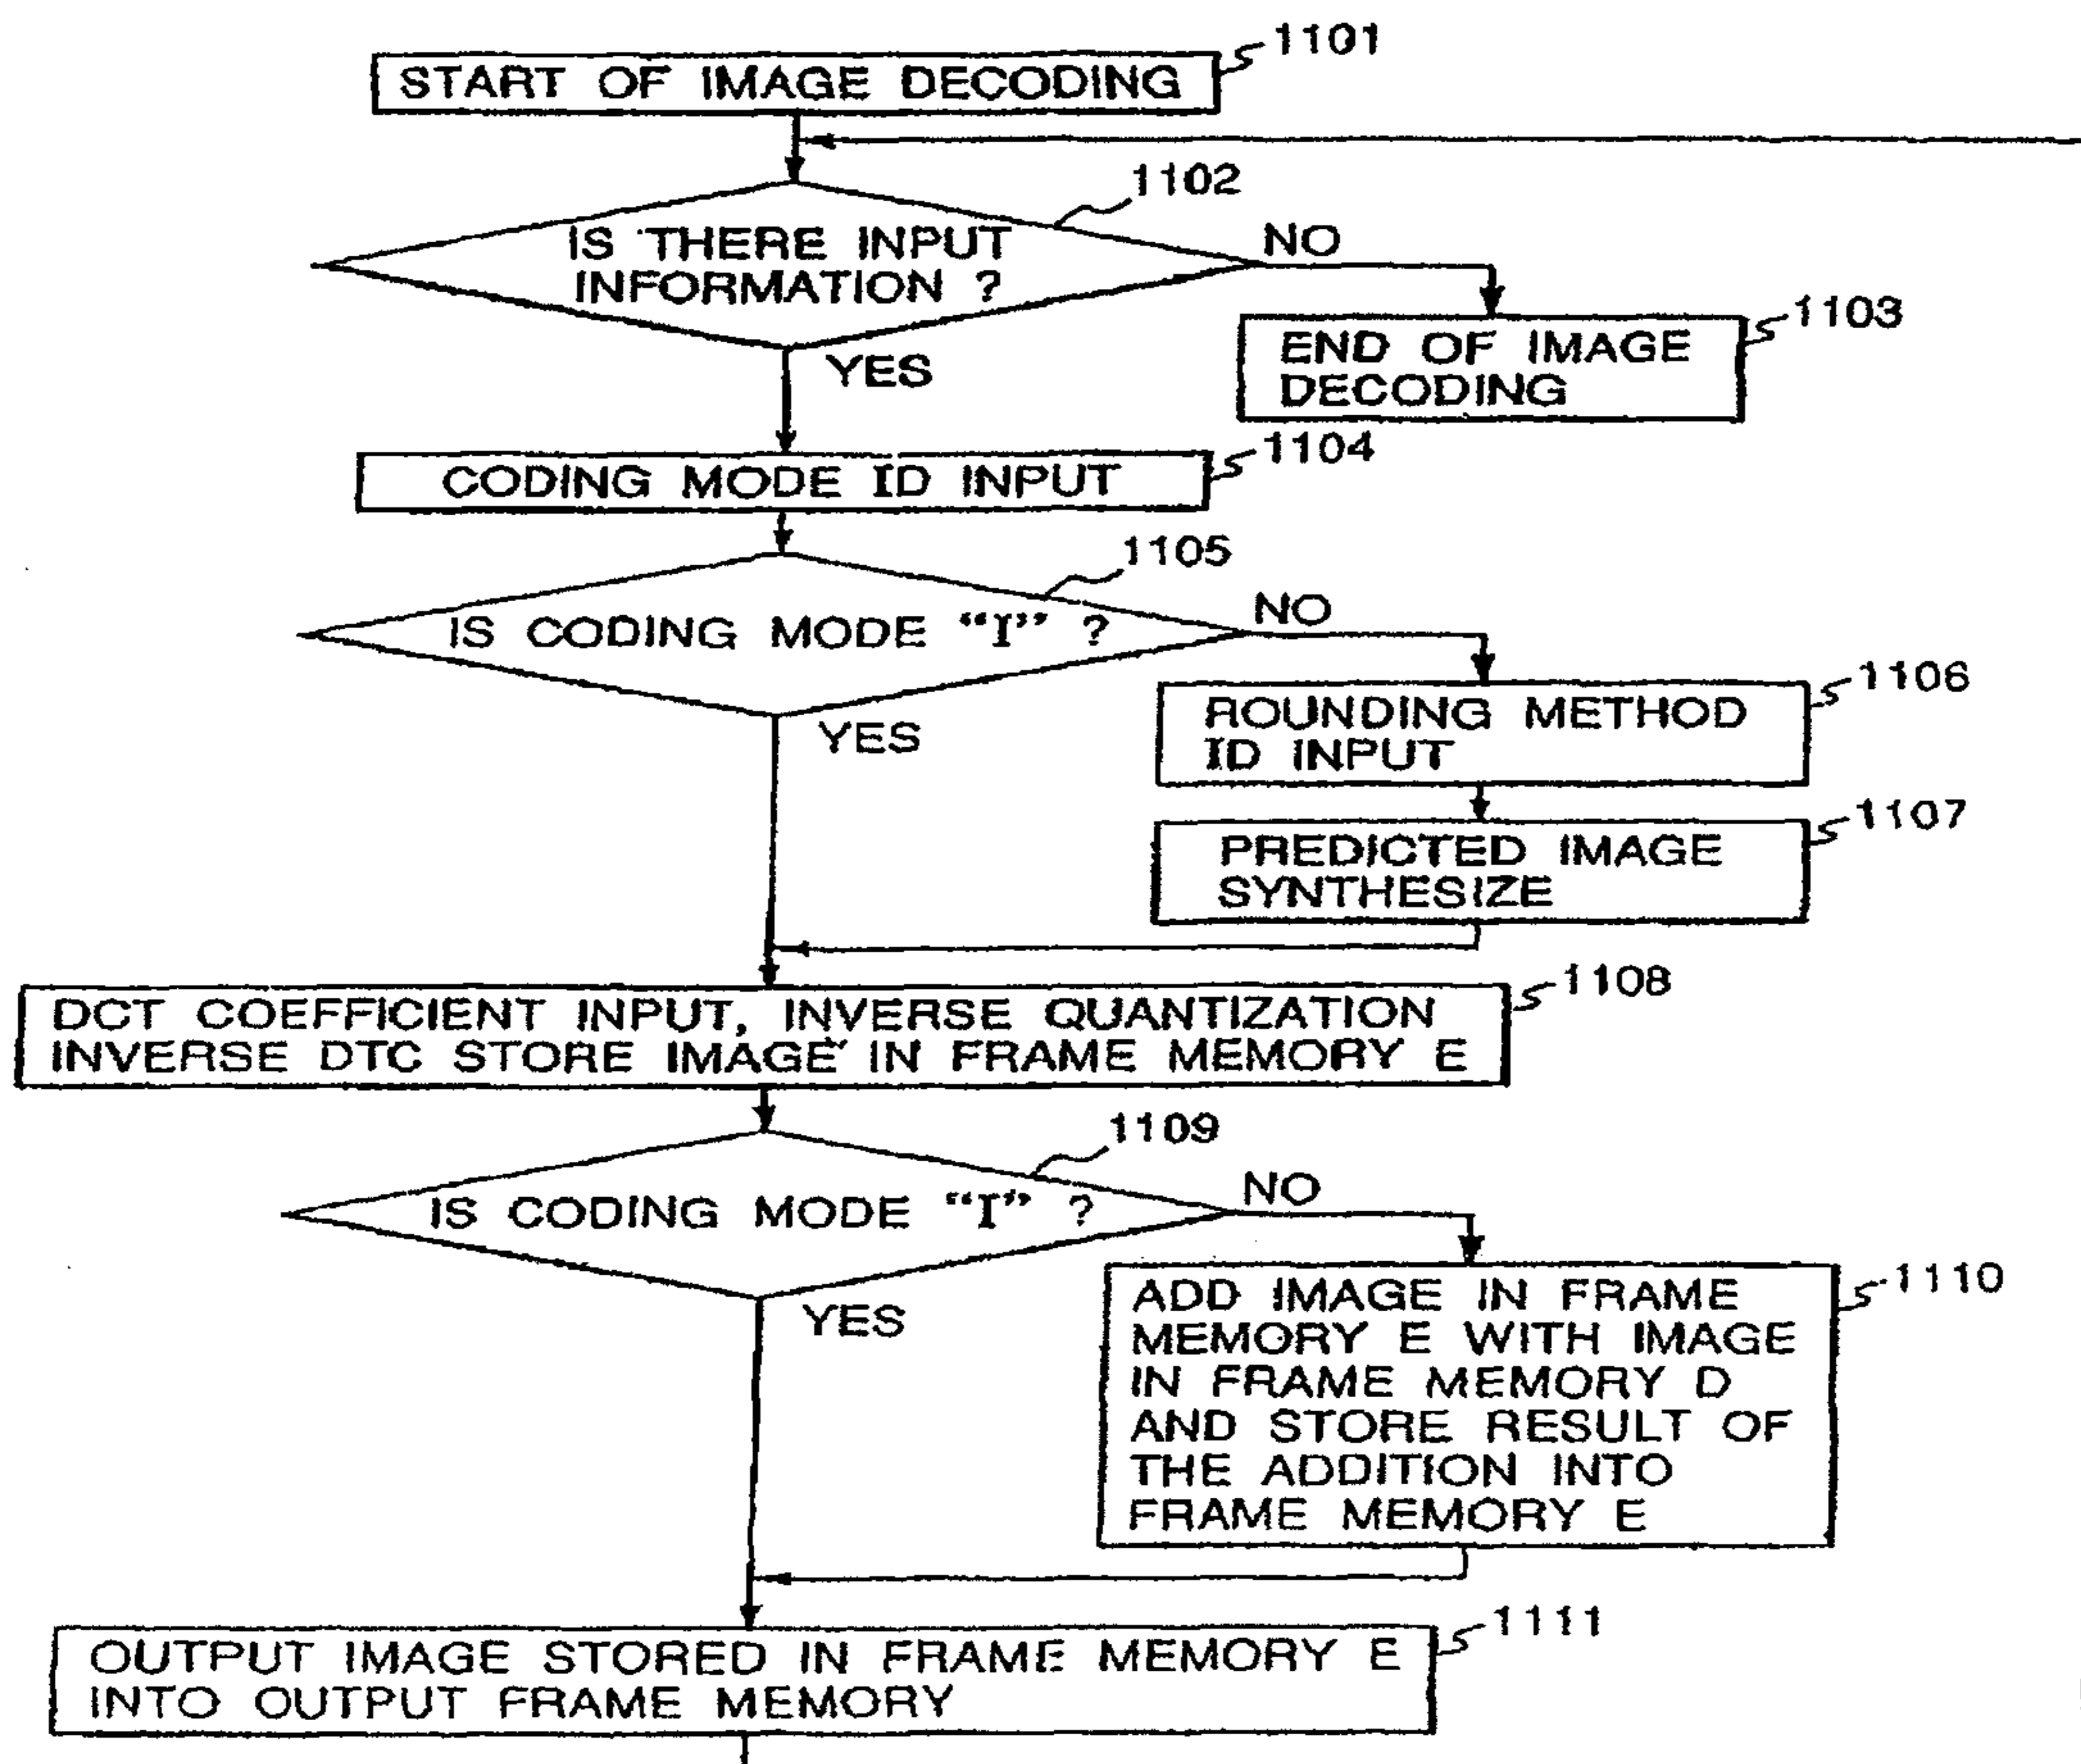 1101
START OF IMAGE DECODING
1102
IS THERE INPUT
INFORMATION ?
NO
YES
1103
END OF IMAGE
DECODING
1104
CODING MODE ID INPUT
1105
IS CODING MODE “I” ?
NO
YES
1106
ROUNDING METHOD
ID INPUT
1107
PREDICTED IMAGE
SYNTHESIZE
1108
DCT COEFFICIENT INPUT, INVERSE QUANTIZATION
INVERSE DTC STORE IMAGE IN FRAME MEMORY E
1109
IS CODING MODE “I” ?
NO
YES
1110
ADD IMAGE IN FRAME
MEMORY E WITH IMAGE
IN FRAME MEMORY D
AND STORE RESULT OF
THE ADDITION INTO
FRAME MEMORY E
1111
OUTPUT IMAGE STORED IN FRAME MEMORY E
INTO OUTPUT FRAME MEMORY